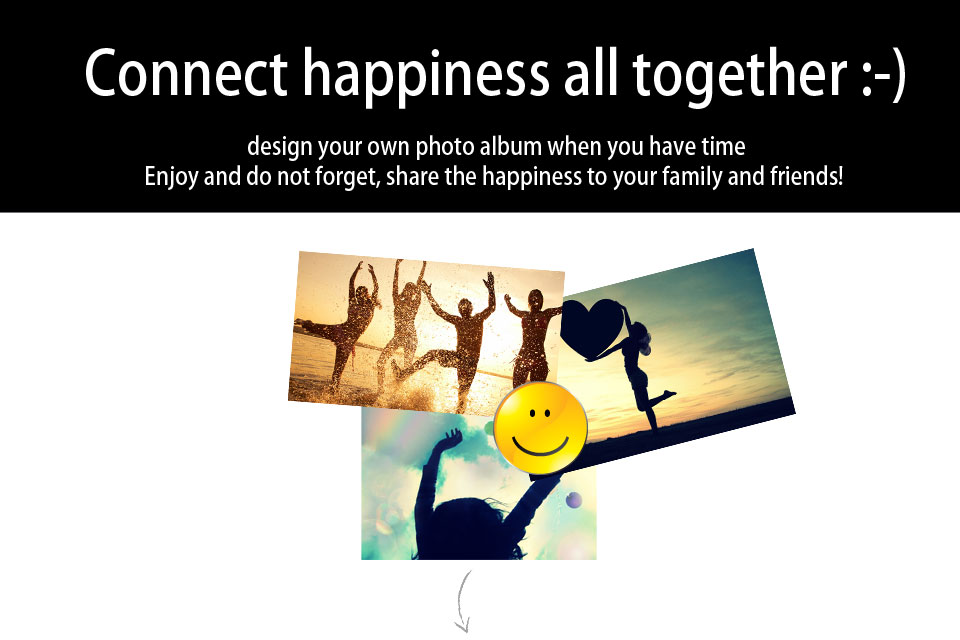 Connect happiness all together :-)
design your own photo album when you have time
Enjoy and do not forget, share the happiness to your family and friends!